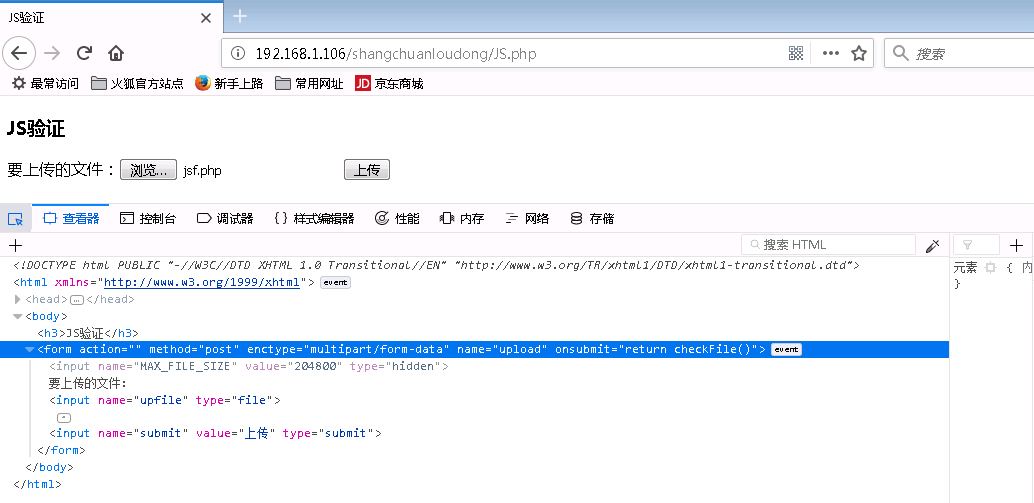 JS验证
192.168.1.106/shangchuanloudong/JS.php
搜索
最常访问 火狐官方站点 新手上路 常用网址 JD 京东商城
JS验证
要上传的文件： 浏览... jsf.php 上传
查看器 控制台 调试器 {} 样式编辑器 性能 内存 网络 存储
搜索 HTML
<!DOCTYPE html PUBLIC "-//W3C//DTD XHTML 1.0 Transitional//EN" "http://www.w3.org/TR/xhtml1/DTD/xhtml1-transitional.dtd">
元素 { 内
<html xmlns="http://www.w3.org/1999/xhtml"> event
}
<head>…</head>
<body>
<h3>JS验证</h3>
<form action="" method="post" enctype="multipart/form-data" name="upload" onsubmit="return checkFile()"> event
<input name="MAX_FILE_SIZE" value="204800" type="hidden">
要上传的文件:
<input name="upfile" type="file">
<input name="submit" value="上传" type="submit">
</form>
</body>
</html>